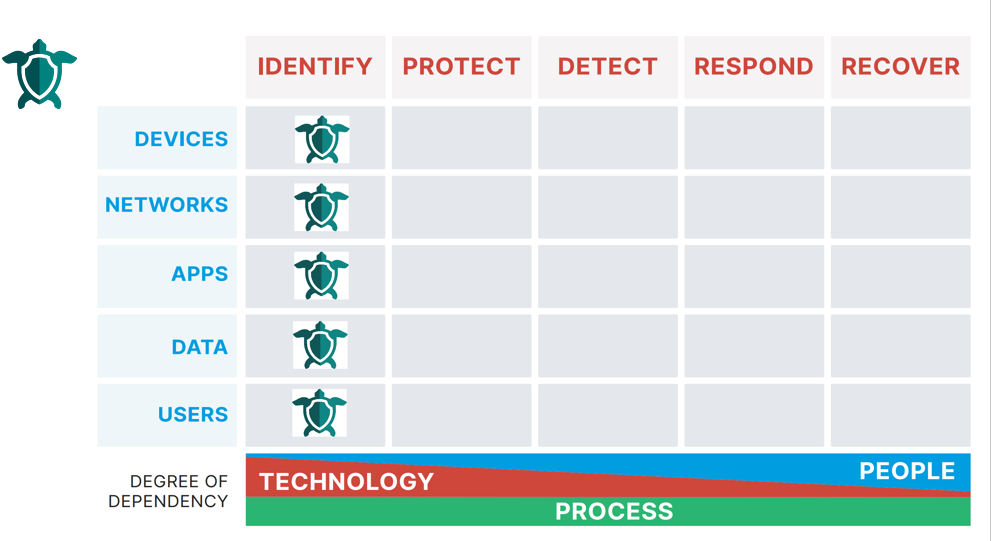 IDENTIFY PROTECT DETECT RESPOND RECOVER
DEVICES
NETWORKS
APPS
DATA
USERS
DEGREE OF
DEPENDENCY
TECHNOLOGY
PEOPLE
PROCESS